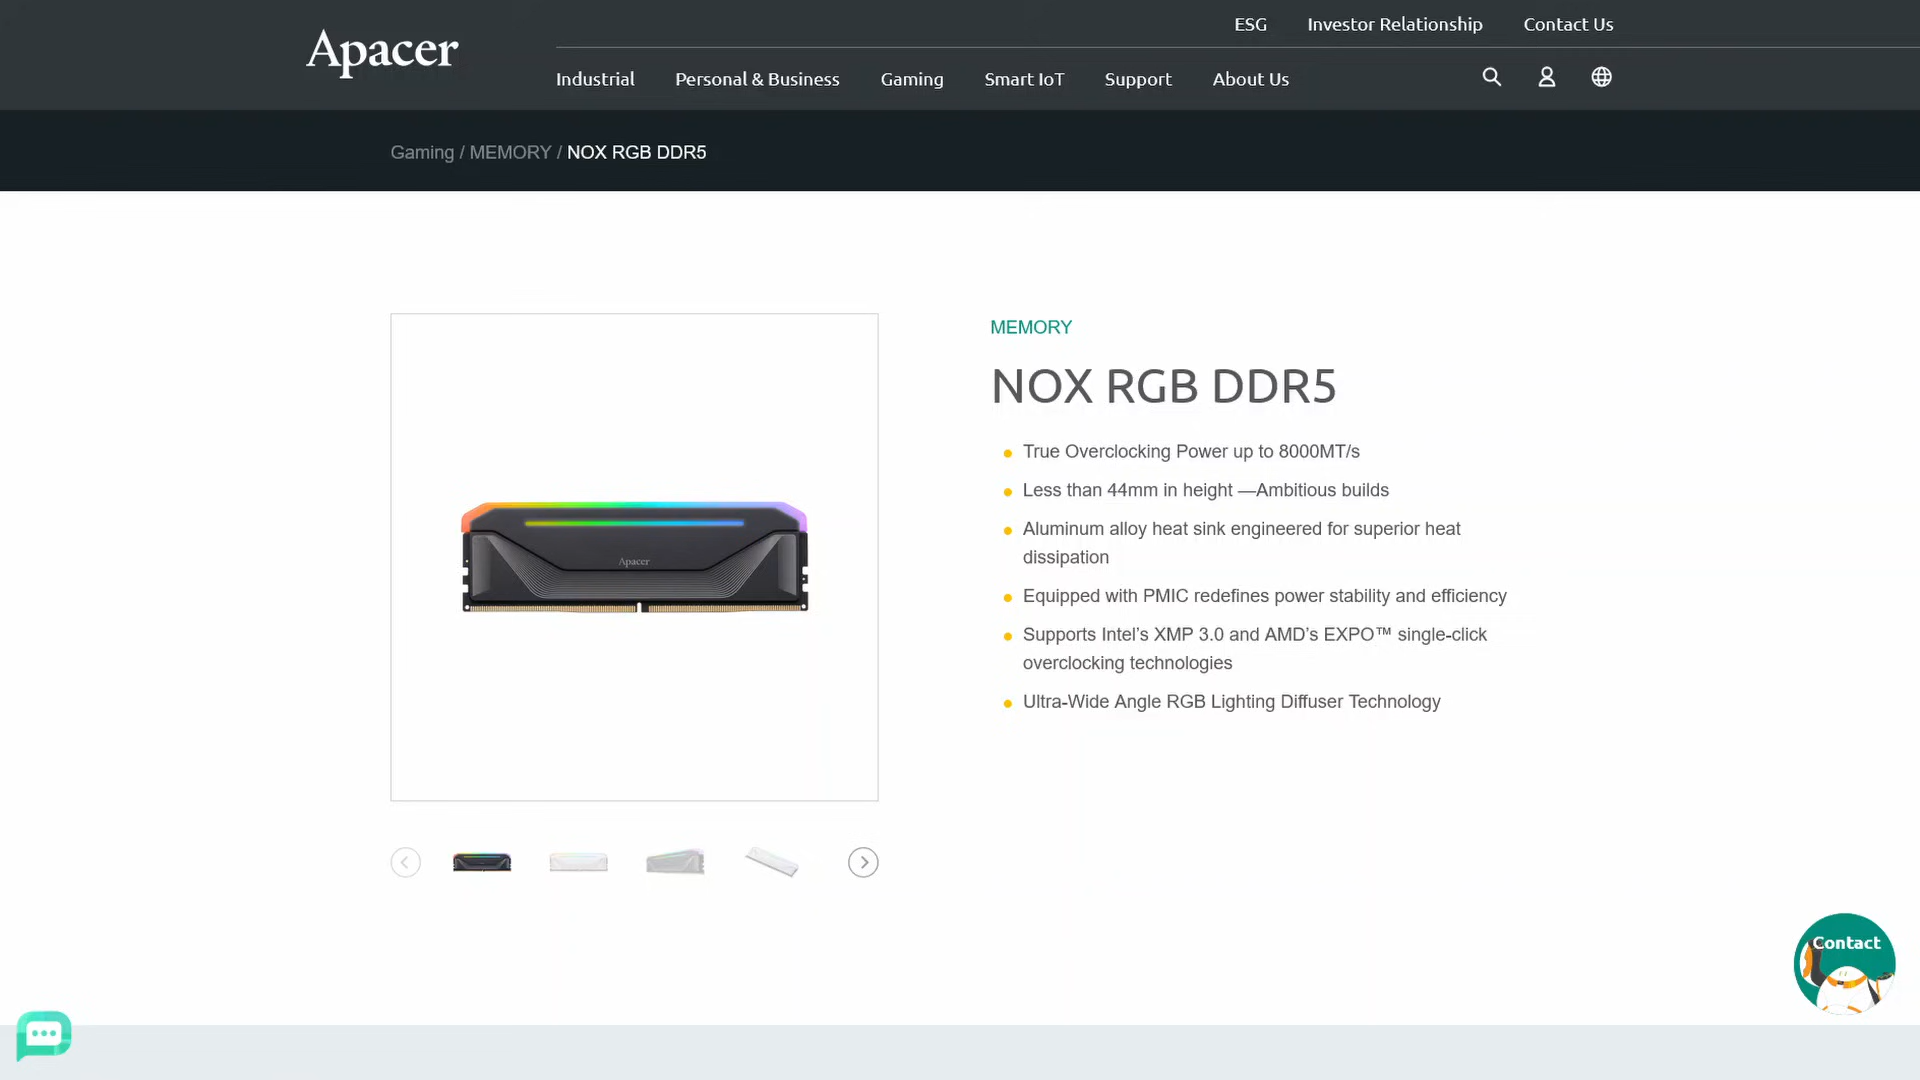 ESG Investor Relationship Contact Us
Apacer
Industrial Personal & Business Gaming Smart IoT Support About Us
Gaming / MEMORY / NOX RGB DDR5
MEMORY
NOX RGB DDR5
True Overclocking Power up to 8000MT/s
Less than 44mm in height —Ambitious builds
Aluminum alloy heat sink engineered for superior heat
dissipation
Equipped with PMIC redefines power stability and efficiency
Supports Intel’s XMP 3.0 and AMD’s EXPO™ single-click
overclocking technologies
Ultra-Wide Angle RGB Lighting Diffuser Technology
Apacer
Contact